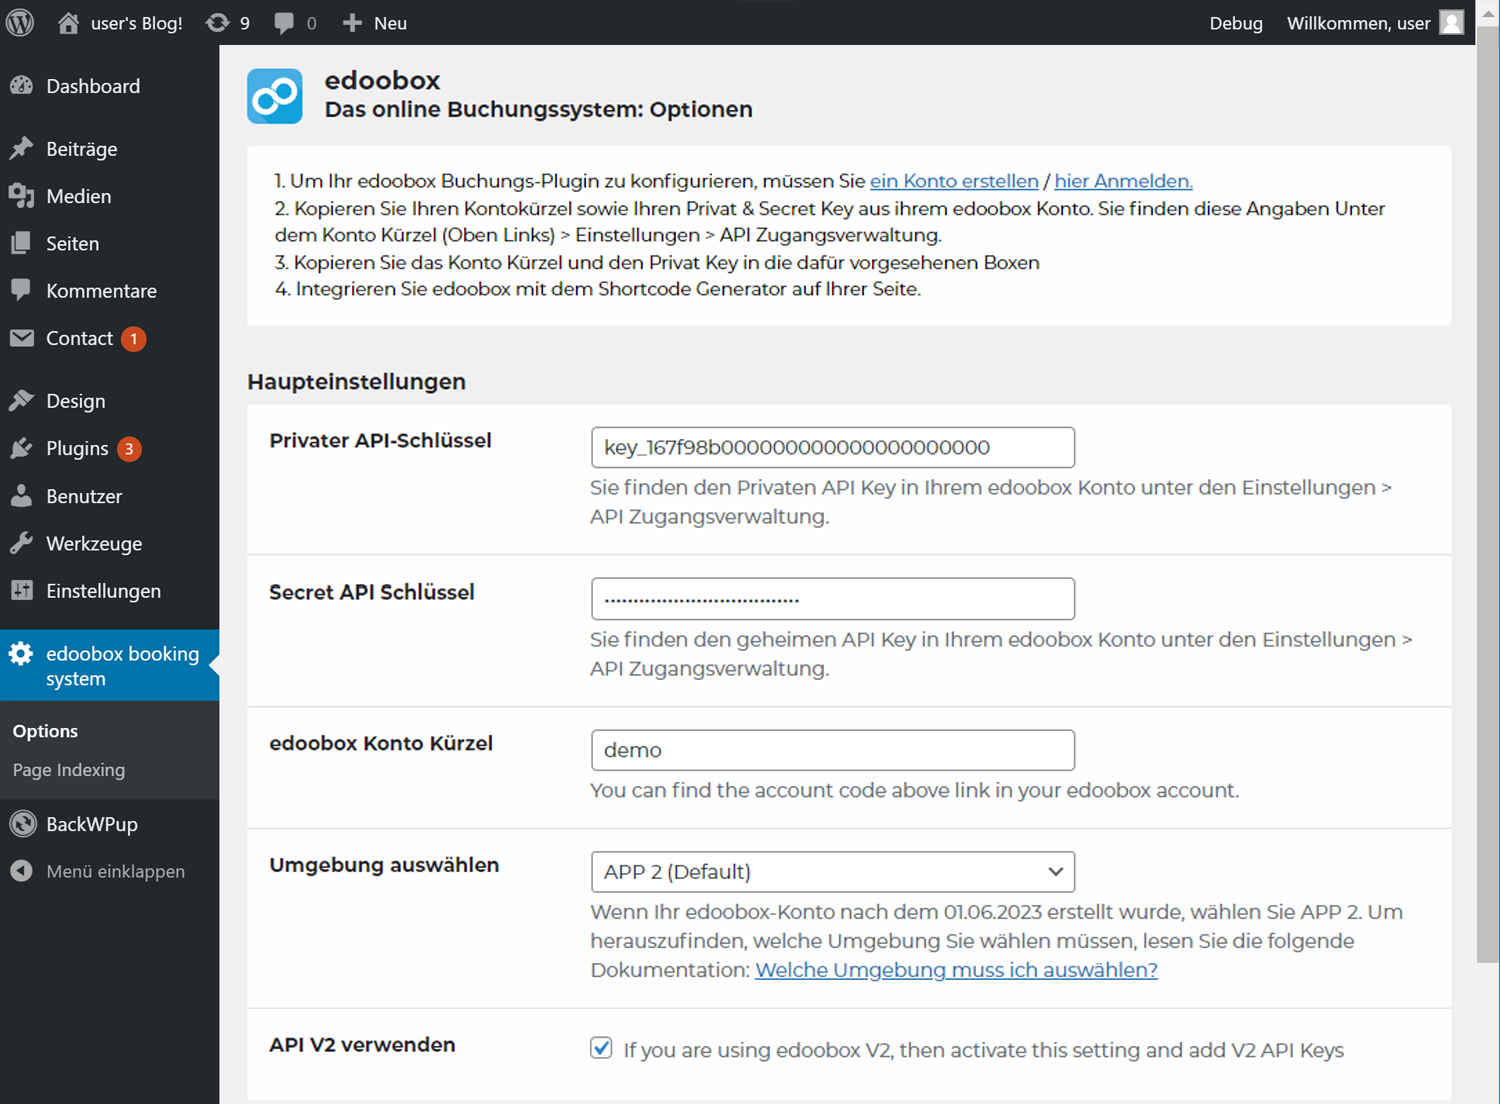 user's Blog!
9
0
Neu
Debug
Willkommen, user
Dashboard
Beiträge
Medien
Seiten
Kommentare
Contact 1
Design
Plugins 3
Benutzer
Werkzeuge
Einstellungen
edoobox booking
system
Options
Page Indexing
BackWPup
Menü einklappen
edoobox
Das online Buchungssystem: Optionen
1. Um Ihr edoobox Buchungs-Plugin zu konfigurieren, müssen Sie ein Konto erstellen / hier Anmelden.
2. Kopieren Sie Ihren Kontokürzel sowie Ihren Privat & Secret Key aus ihrem edoobox Konto. Sie finden diese Angaben Unter
dem Konto Kürzel (Oben Links) > Einstellungen > API Zugangsverwaltung.
3. Kopieren Sie das Konto Kürzel und den Privat Key in die dafür vorgesehenen Boxen
4. Integrieren Sie edoobox mit dem Shortcode Generator auf Ihrer Seite.
Haupteinstellungen
Privater API-Schlüssel
key_167f98b000000000000000000000
Sie finden den Privaten API Key in Ihrem edoobox Konto unter den Einstellungen >
API Zugangsverwaltung.
Secret API Schlüssel
Sie finden den geheimen API Key in Ihrem edoobox Konto unter den Einstellungen >
API Zugangsverwaltung.
edoobox Konto Kürzel
demo
You can find the account code above link in your edoobox account.
Umgebung auswählen
APP 2 (Default)
Wenn Ihr edoobox-Konto nach dem 01.06.2023 erstellt wurde, wählen Sie APP 2. Um
herauszufinden, welche Umgebung Sie wählen müssen, lesen Sie die folgende
Dokumentation: Welche Umgebung muss ich auswählen?
API V2 verwenden
If you are using edoobox V2, then activate this setting and add V2 API Keys